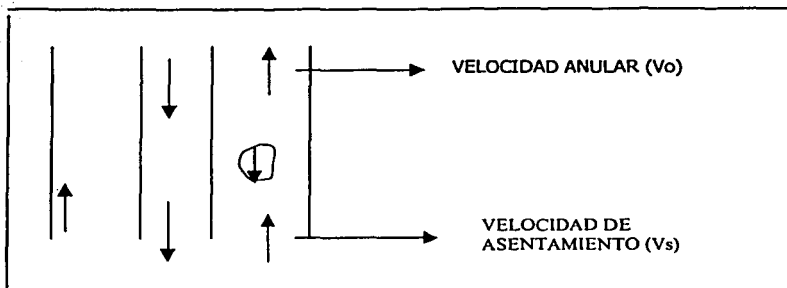 VELOCIDAD ANULAR (Vo)
VELOCIDAD DE
ASENTAMIENTO (Vs)